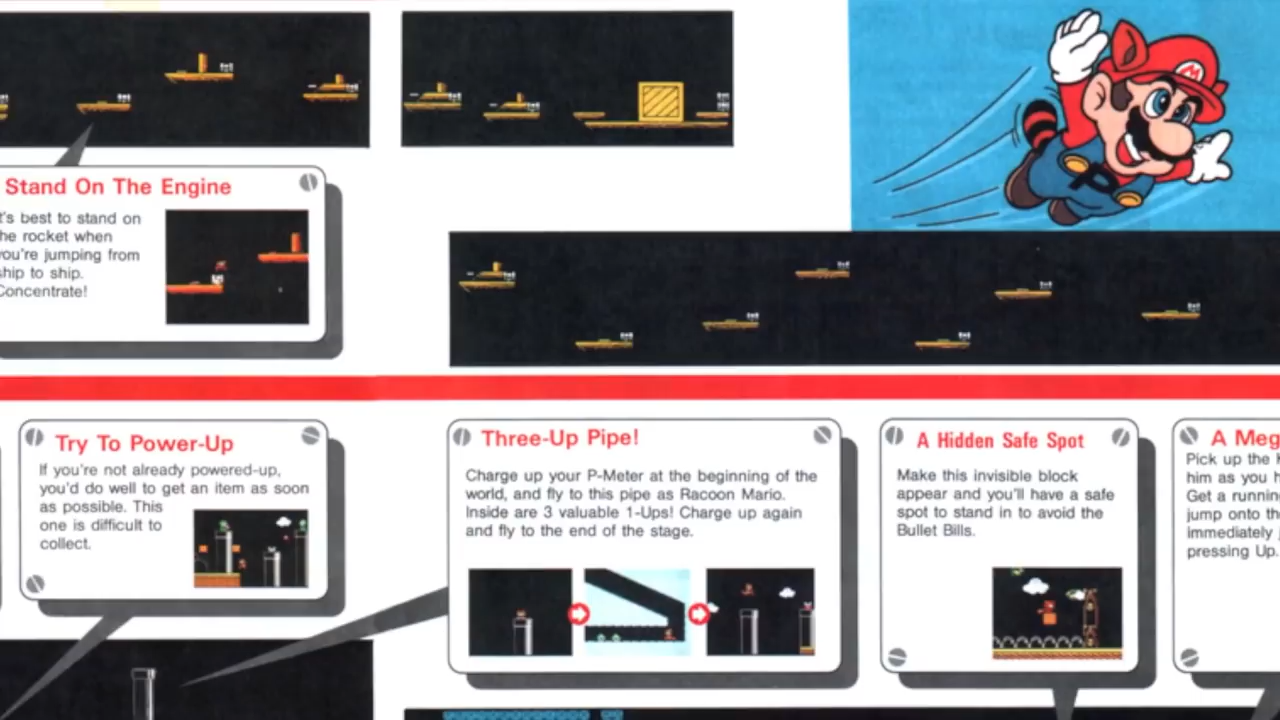 Stand On The Engine
t's best to stand on
he rocket when
you're jumping from
ship to ship.
Concentrate!
Try To Power-Up
If you're not already powered-up,
you'd do well to get an item as soon
as possible. This
one is difficult to
collect.
Three-Up Pipe!
Charge up your P-Meter at the beginning of the
world, and fly to this pipe as Racoon Mario.
Inside are 3 valuable 1-Ups! Charge up again
and fly to the end of the stage.
A Hidden Safe Spot
Make this invisible block
appear and you'll have a safe
spot to stand in to avoid the
Bullet Bills.
A Meg
Pick up the
him as you h
Get a running
jump onto th
immediately
pressing Up.
M
P